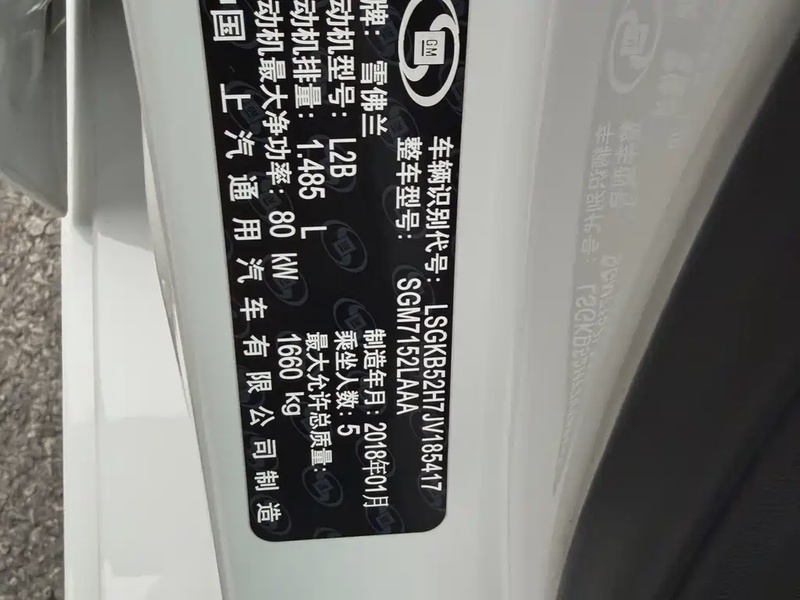 GM
车辆识别代号: LSGKB52H7JV185417
整车型号: SGM7152LAAA
牌: 雪佛兰
制造年月: 2018年01月
动机型号: L2B
乘坐人数: 5
动机排量: 1.485 L
最大允许总质量:
动机最大净功率: 80 kW
1660 kg
中国 上汽通用汽车有限公司制造